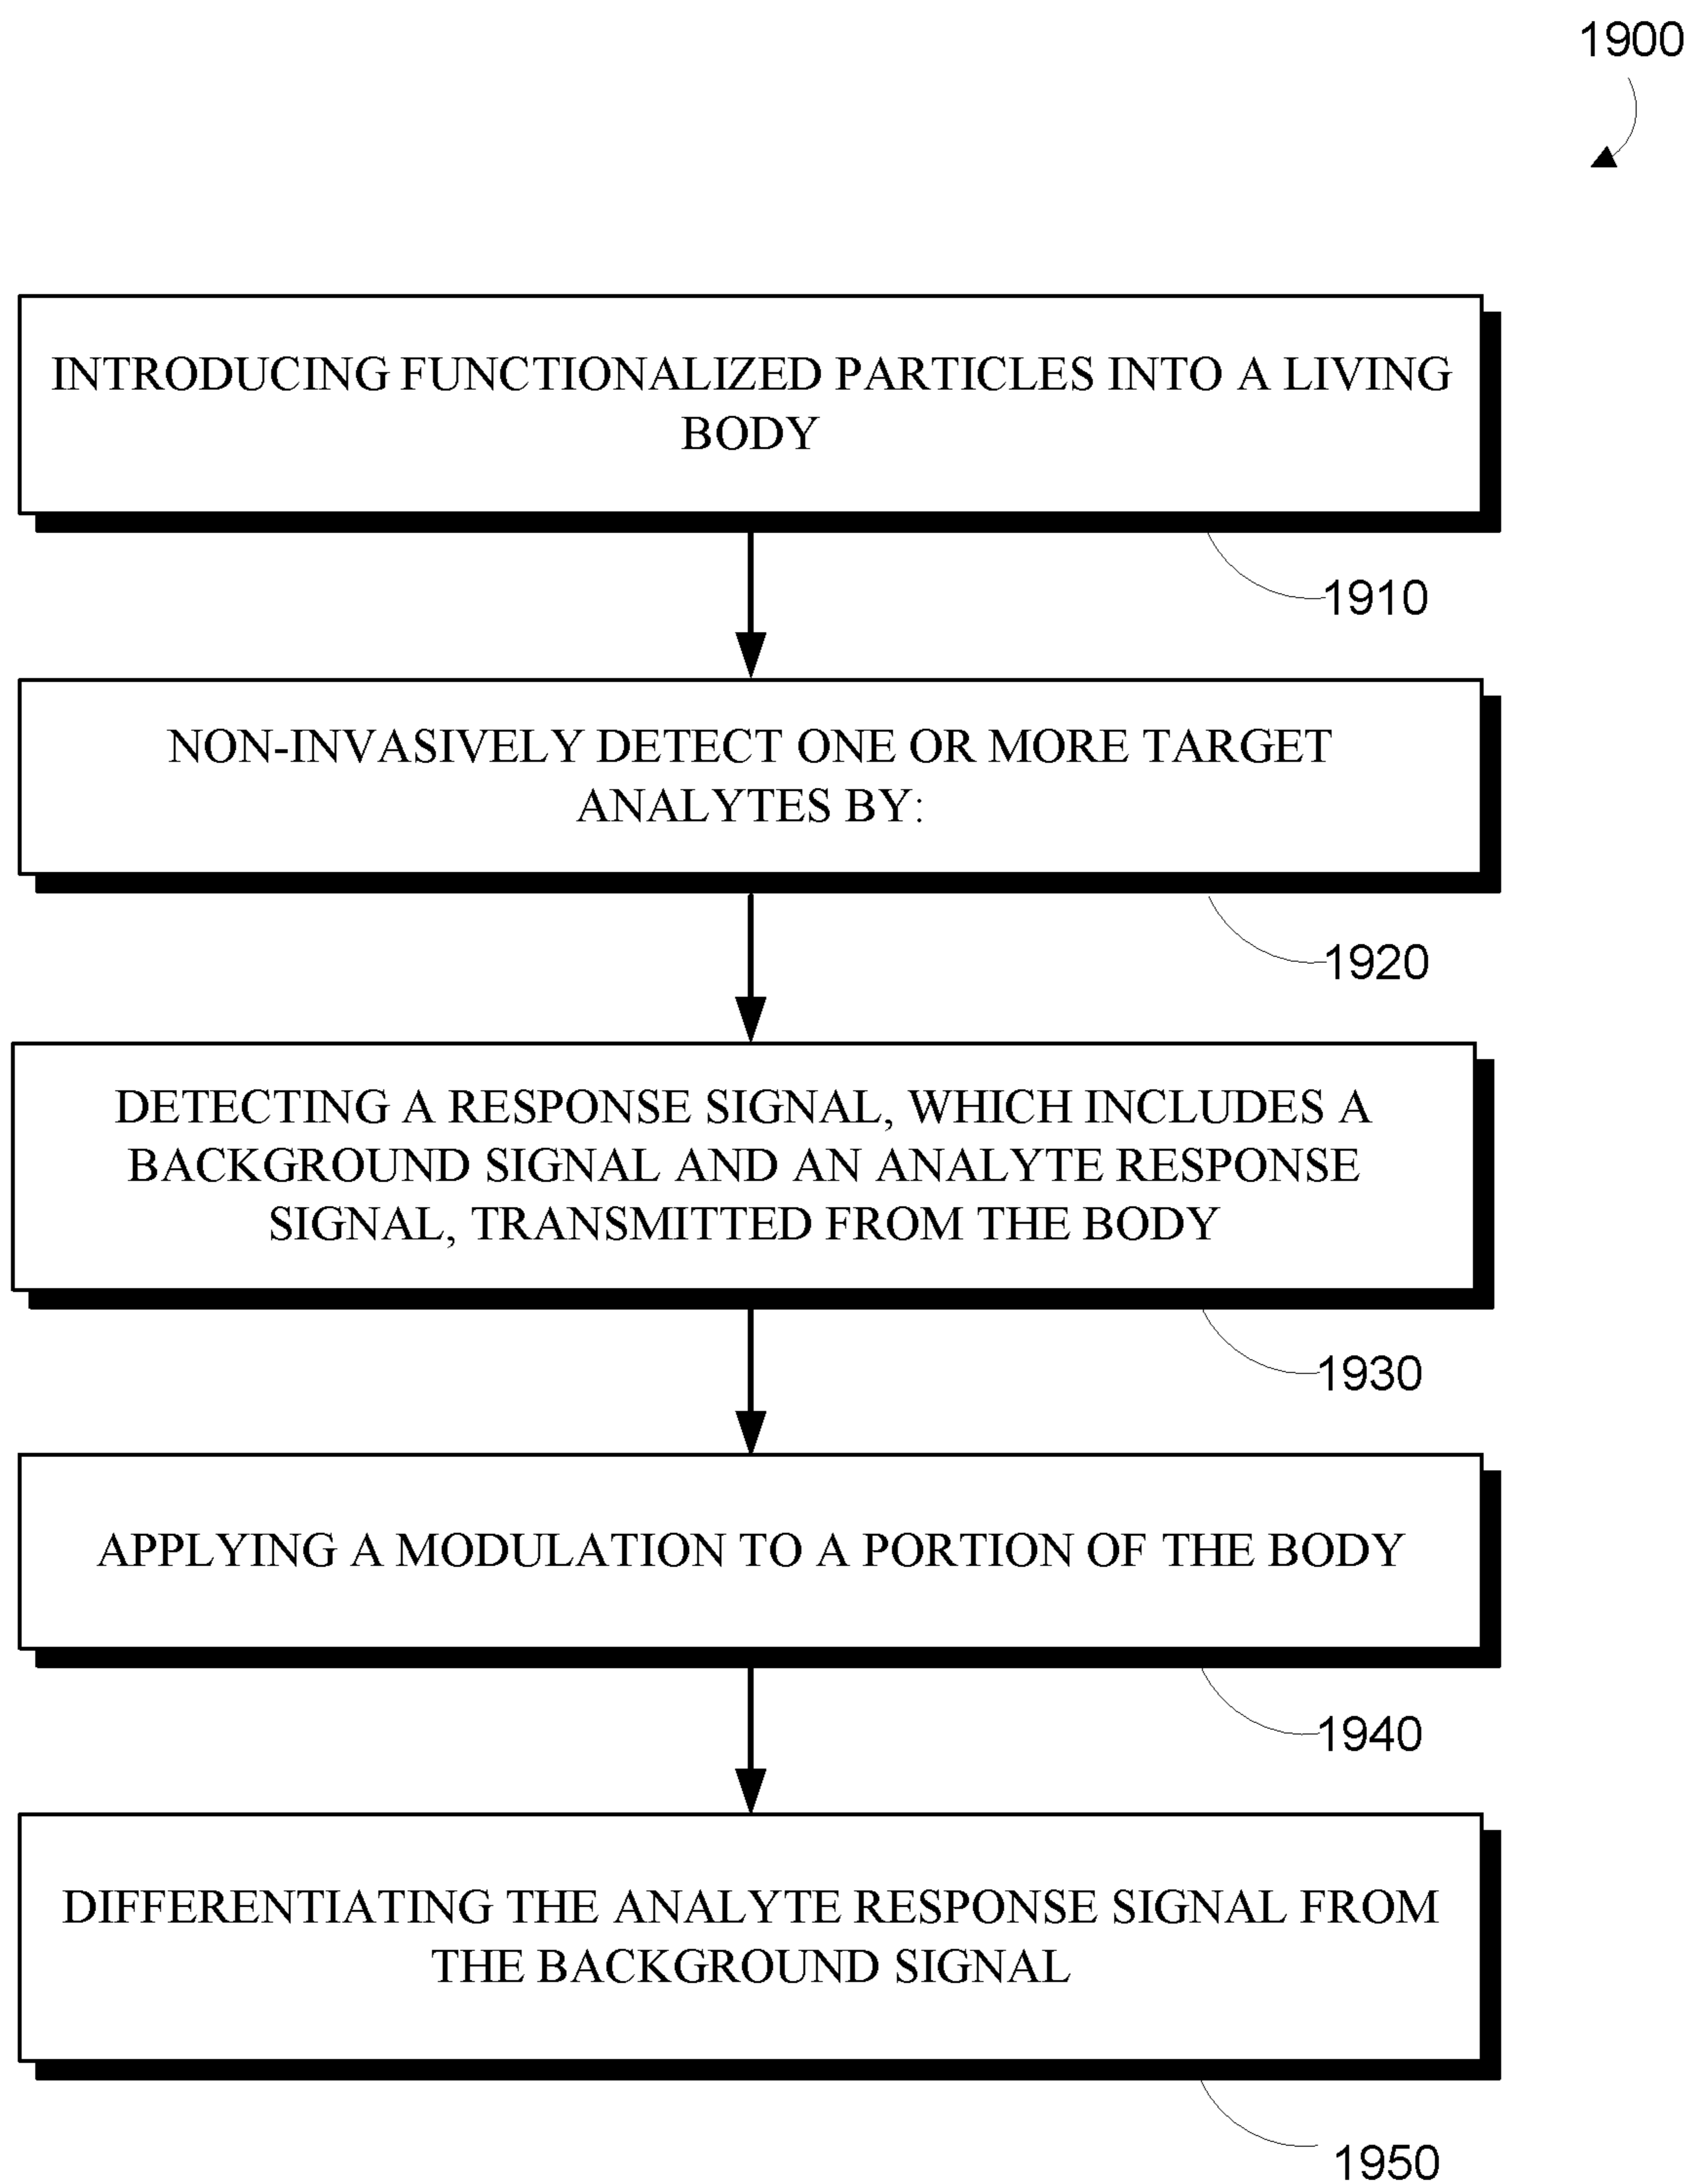 1900
INTRODUCING FUNCTIONALIZED PARTICLES INTO A LIVING
BODY
1910
NON-INVASIVELY DETECT ONE OR MORE TARGET
ANALYTES BY:
1920
DETECTING A RESPONSE SIGNAL, WHICH INCLUDES A
BACKGROUND SIGNAL AND AN ANALYTE RESPONSE
SIGNAL, TRANSMITTED FROM THE BODY
1930
APPLYING A MODULATION TO A PORTION OF THE BODY
1940
DIFFERENTIATING THE ANALYTE RESPONSE SIGNAL FROM
THE BACKGROUND SIGNAL
1950